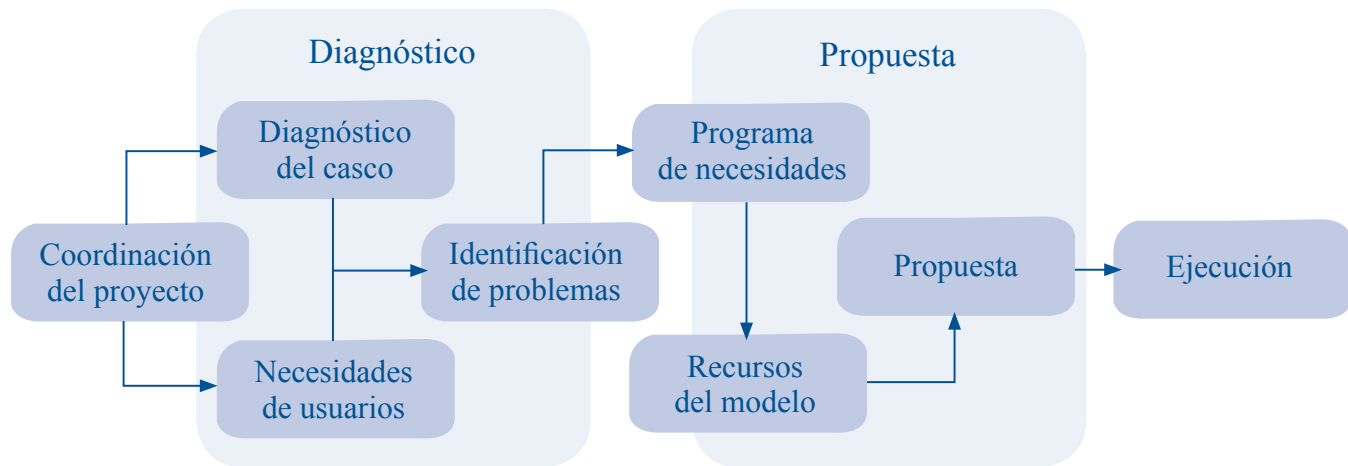 Diagnóstico
Propuesta
Diagnóstico
del casco
Programa
de necesidades
Coordinación
del proyecto
Identificación
de problemas
Propuesta
Ejecución
Necesidades
de usuarios
Recursos
del modelo